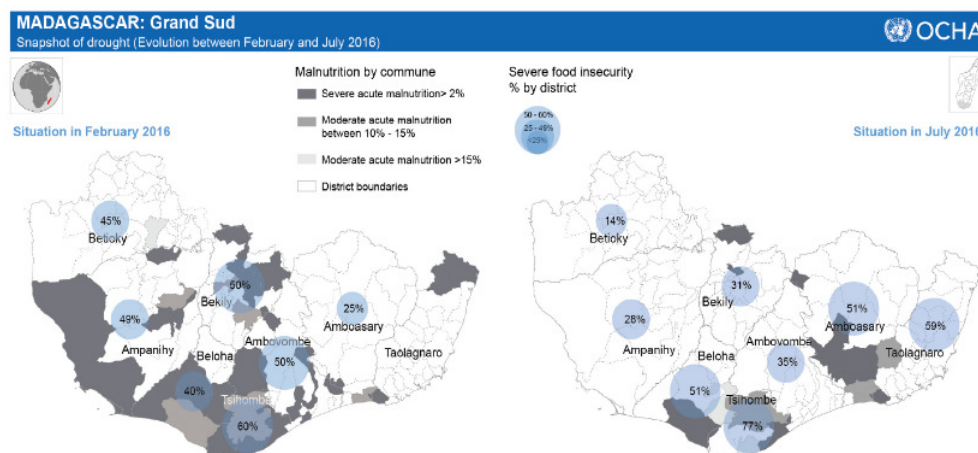 MADAGASCAR: Grand Sud
Snapshot of drought (Evolution between February and July 2016)
OCHA
Malnutrition by commune
Severe acute malnutrition> 2%
Moderate acute malnutrition
between 10% - 15%
Moderate acute malnutrition >15%
District boundaries
Severe food insecurity
% by district
50 - 60%
25 - 49%
<25%
Situation in February 2016
45%
Betioky
50%
Bekily
49%
Ampanihy
25%
Amboasary
Ambovombe
Beloha
50%
Taolagnaro
40%
Tsihombe
60%
Situation in July 2016
14%
Betioky
31%
Bekily
28%
Ampanihy
51%
Amboasary
59%
Taolagnaro
Ambovombe
Beloha
35%
51%
Tsihombe
77%